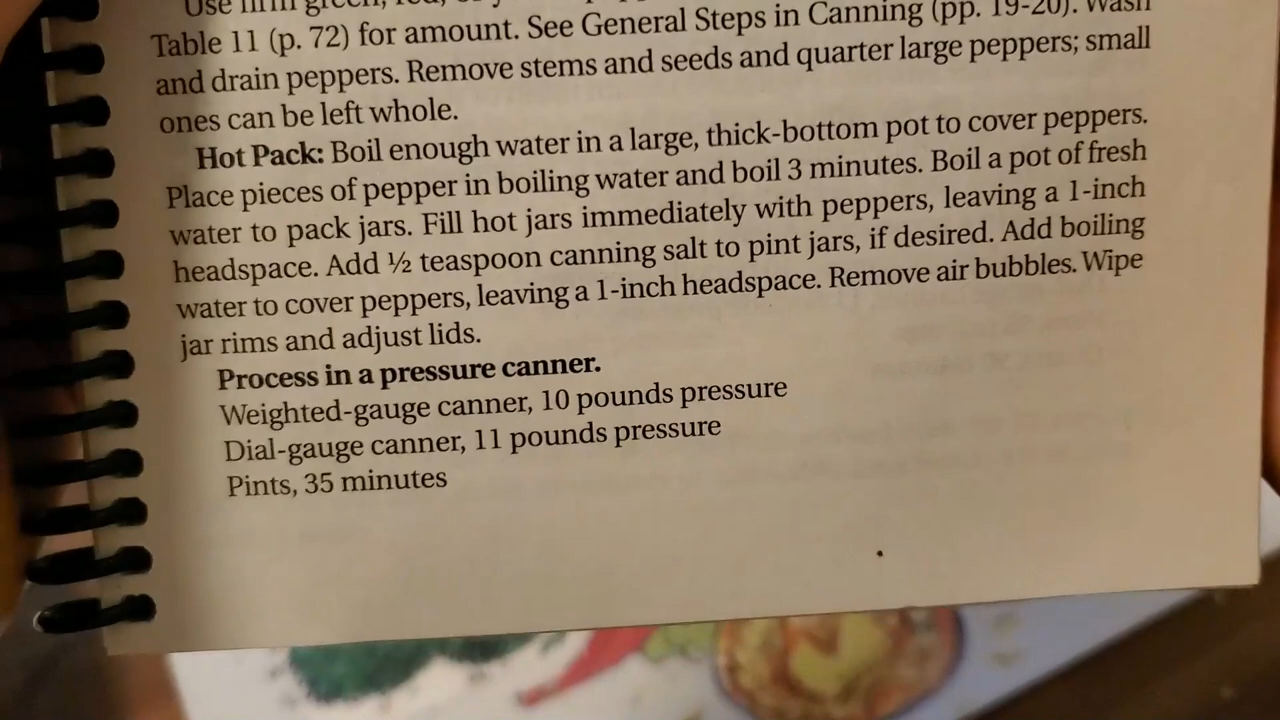 Use firm green, red, or
Table 11 (p. 72) for amount. See General Steps in Canning (pp. 19-20). Wash
and drain peppers. Remove stems and seeds and quarter large peppers; small
ones can be left whole.
Hot Pack: Boil enough water in a large, thick-bottom pot to cover peppers.
Place pieces of pepper in boiling water and boil 3 minutes. Boil a pot of fresh
water to pack jars. Fill hot jars immediately with peppers, leaving a 1-inch
headspace. Add ½ teaspoon canning salt to pint jars, if desired. Add boiling
water to cover peppers, leaving a 1-inch headspace. Remove air bubbles. Wipe
jar rims and adjust lids.
Process in a pressure canner.
Weighted-gauge canner, 10 pounds pressure
Dial-gauge canner, 11 pounds pressure
Pints, 35 minutes